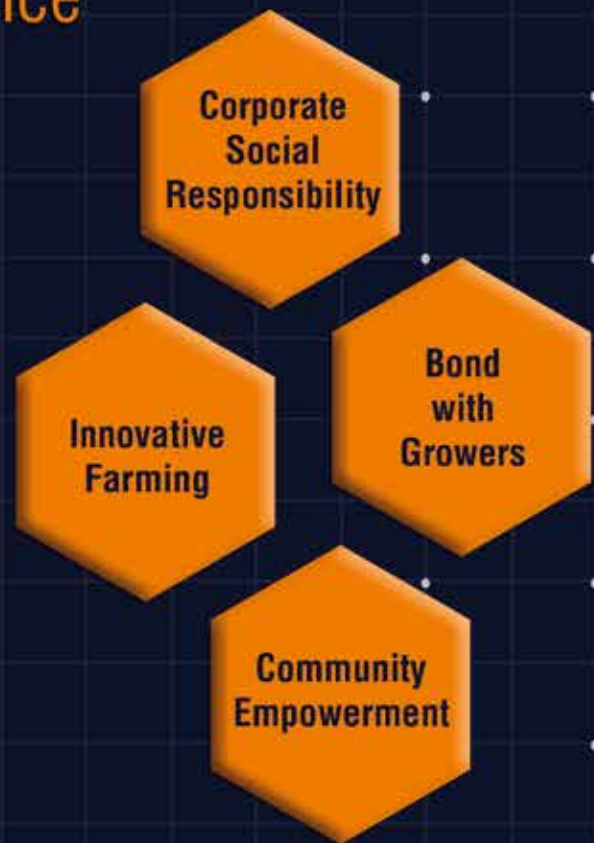 Corporate
Social
Responsibility
Bond
with
Growers
Innovative
Farming
Community
Empowerment